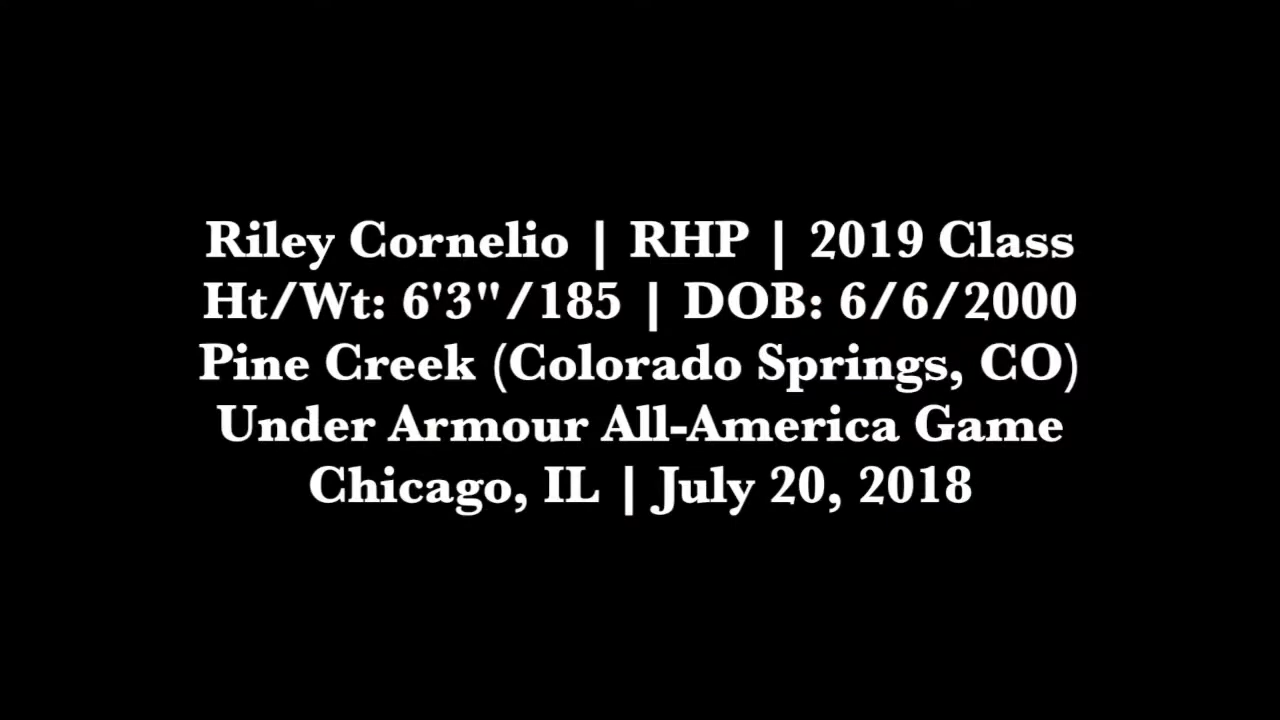 Riley Cornelio | RHP | 2019 Class
Ht/Wt: 6'3"/185 | DOB: 6/6/2000
Pine Creek (Colorado Springs, CO)
Under Armour All-America Game
Chicago, IL | July 20, 2018